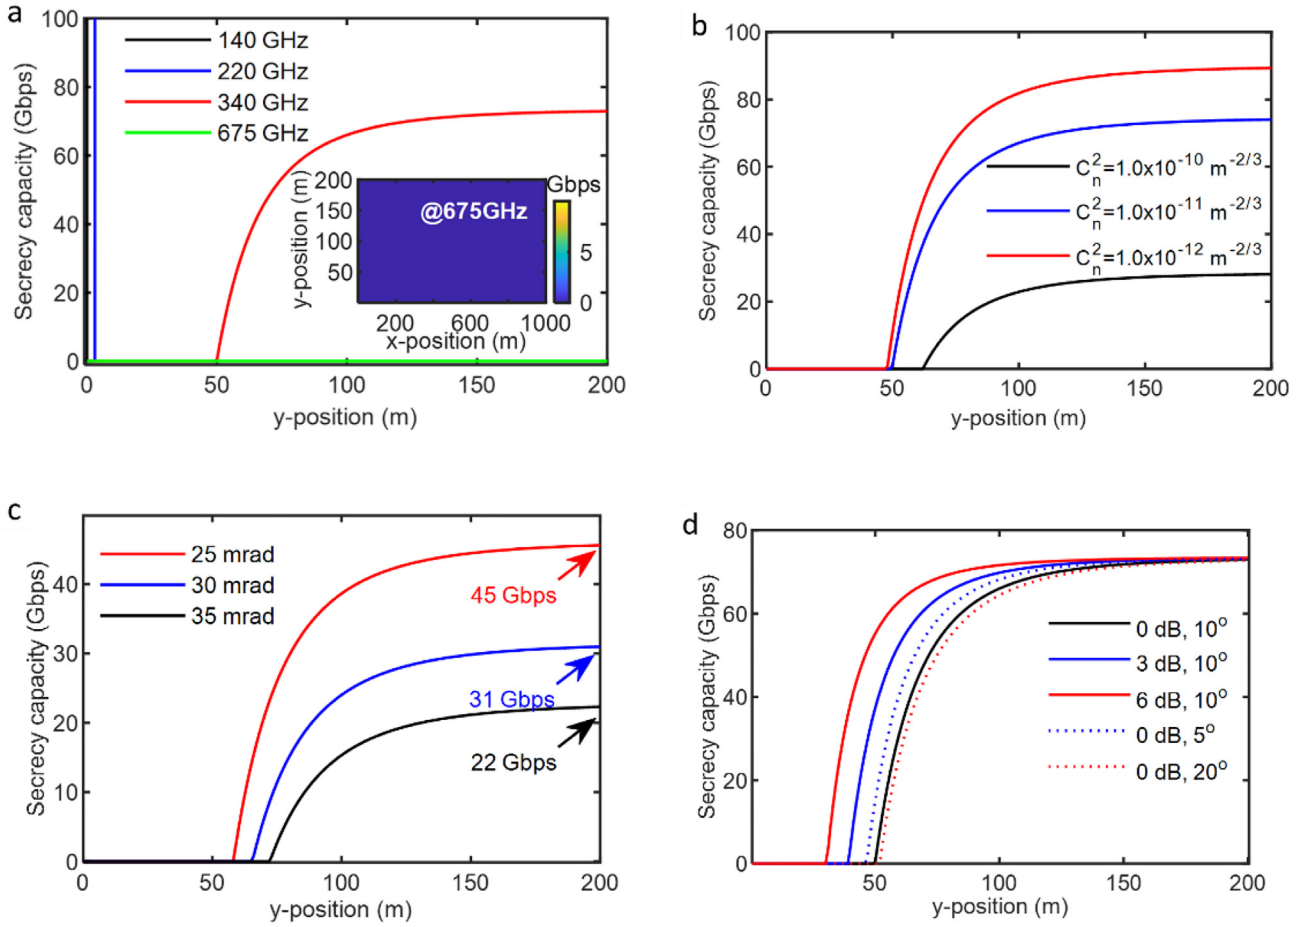 a
140 GHz
220 GHz
340 GHz
675 GHz
Secrecy capacity (Gbps)
0
20
40
60
80
100
0
50
100
150
200
y-position (m)
@675GHz
Gbps
5
0
y-position (m)
200
150
100
50
200
600
1000
x-position (m)
b
Secrecy capacity (Gbps)
100
80
60
40
20
0
C_n^2=1.0x10^-10 m^-2/3
C_n^2=1.0x10^-11 m^-2/3
C_n^2=1.0x10^-12 m^-2/3
0
50
100
150
200
y-position (m)
c
25 mrad
30 mrad
35 mrad
Secrecy capacity (Gbps)
40
30
20
10
0
45 Gbps
31 Gbps
22 Gbps
0
50
100
150
200
y-position (m)
d
Secrecy capacity (Gbps)
80
60
40
20
0
0 dB, 10°
3 dB, 10°
6 dB, 10°
0 dB, 5°
0 dB, 20°
50
100
150
200
y-position (m)